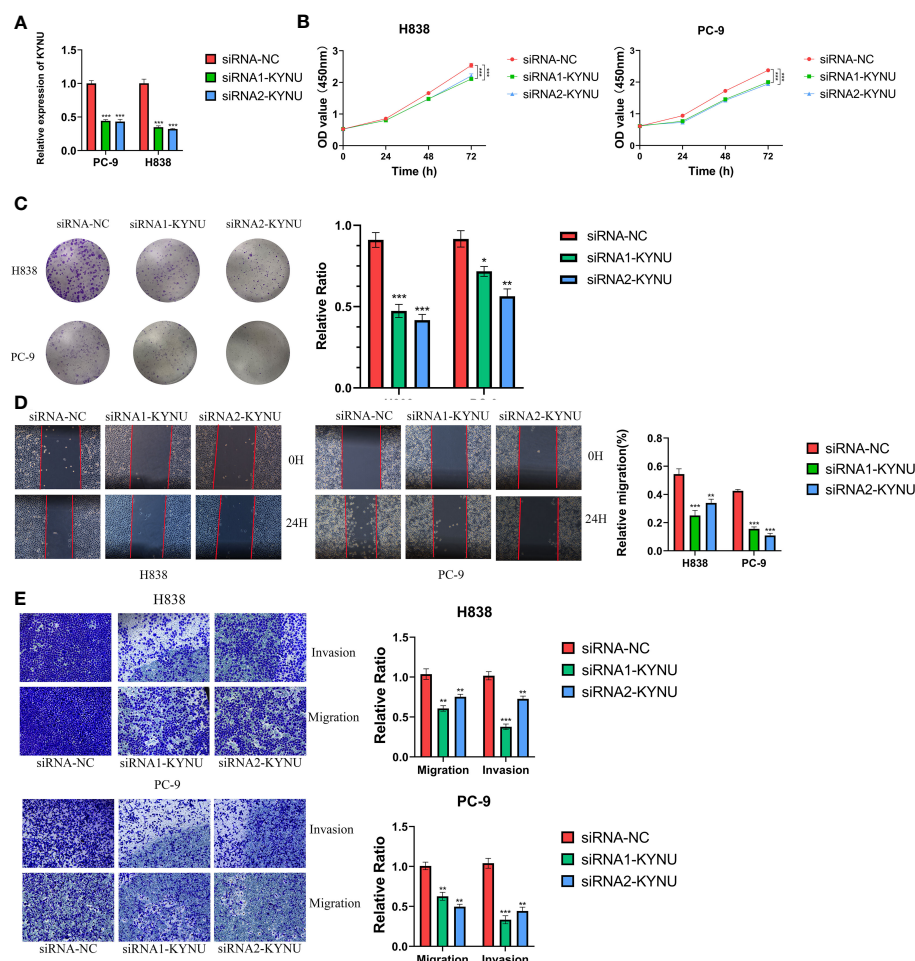 A
Relative expression of KYNU
1.5
1.0
0.5
0.0
*** ***
*** ***
PC-9 H838
siRNA-NC
siRNA1-KYNU
siRNA2-KYNU
B
H838
OD value（450nm）
3
2
1
0
0 24 48 72
Time (h)
siRNA-NC
siRNA1-KYNU
siRNA2-KYNU
***
***
PC-9
OD value（450nm）
3
2
1
0
0 24 48 72
Time (h)
siRNA-NC
siRNA1-KYNU
siRNA2-KYNU
***
***
C
siRNA-NC siRNA1-KYNU siRNA2-KYNU
H838
PC-9
Relative Ratio
1.0
0.5
0.0
*** ***
* **
siRNA-NC
siRNA1-KYNU
siRNA2-KYNU
D
siRNA-NC siRNA1-KYNU siRNA2-KYNU
0H
24H
H838
siRNA-NC siRNA1-KYNU siRNA2-KYNU
0H
24H
PC-9
Relative migration(%)
0.8
0.6
0.4
0.2
0.0
*** **
*** ***
H838 PC-9
siRNA-NC
siRNA1-KYNU
siRNA2-KYNU
E
H838
Invasion
Migration
siRNA-NC siRNA1-KYNU siRNA2-KYNU
H838
Relative Ratio
1.5
1.0
0.5
0.0
** **
*** **
Migration Invasion
siRNA-NC
siRNA1-KYNU
siRNA2-KYNU
PC-9
Invasion
Migration
siRNA-NC siRNA1-KYNU siRNA2-KYNU
PC-9
Relative Ratio
1.5
1.0
0.5
0.0
** **
*** **
Migration Invasion
siRNA-NC
siRNA1-KYNU
siRNA2-KYNU